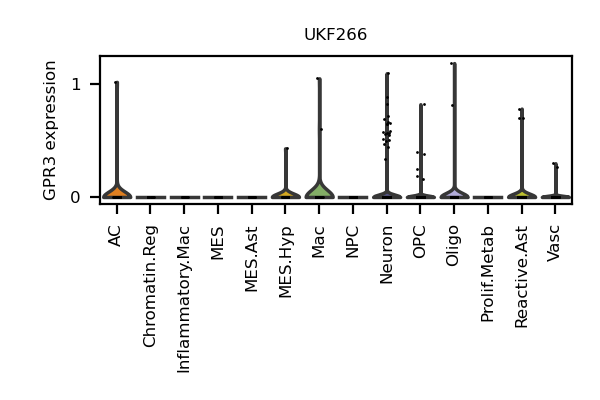 UKF266
GPR3 expression
1
0
AC
Chromatin.Reg
Inflammatory.Mac
MES
MES.Ast
MES.Hyp
Mac
NPC
Neuron
OPC
Oligo
Prolif.Metab
Reactive.Ast
Vasc